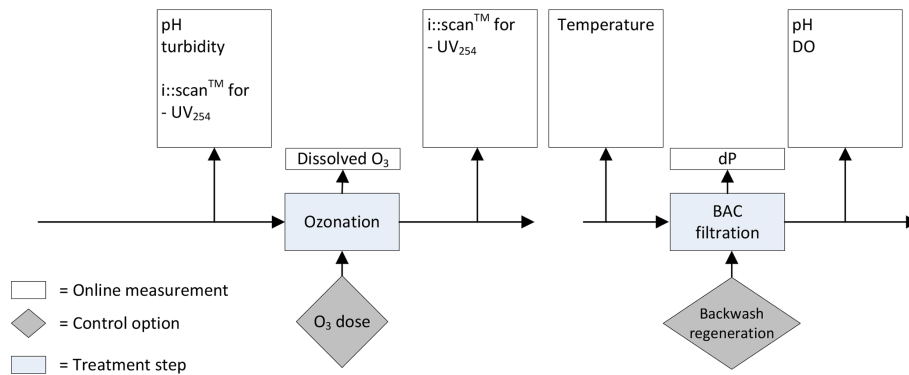 pH
turbidity
i::scan™ for
- UV₂₅₄
i::scan™ for
- UV₂₅₄
Temperature
pH
DO
Dissolved O₃
dP
Ozonation
BAC
filtration
= Online measurement
= Control option
= Treatment step
O₃ dose
Backwash
regeneration